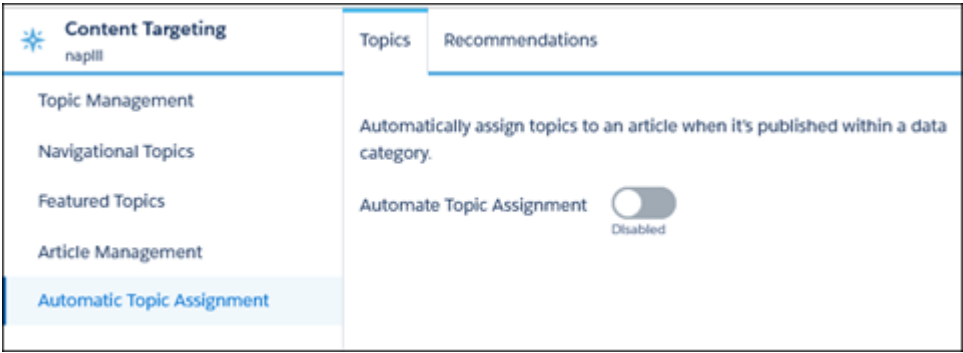 Content Targeting
napIII
Topics
Recommendations
Topic Management
Navigational Topics
Featured Topics
Article Management
Automatic Topic Assignment
Automatically assign topics to an article when it's published within a data
category.
Automate Topic Assignment
Disabled